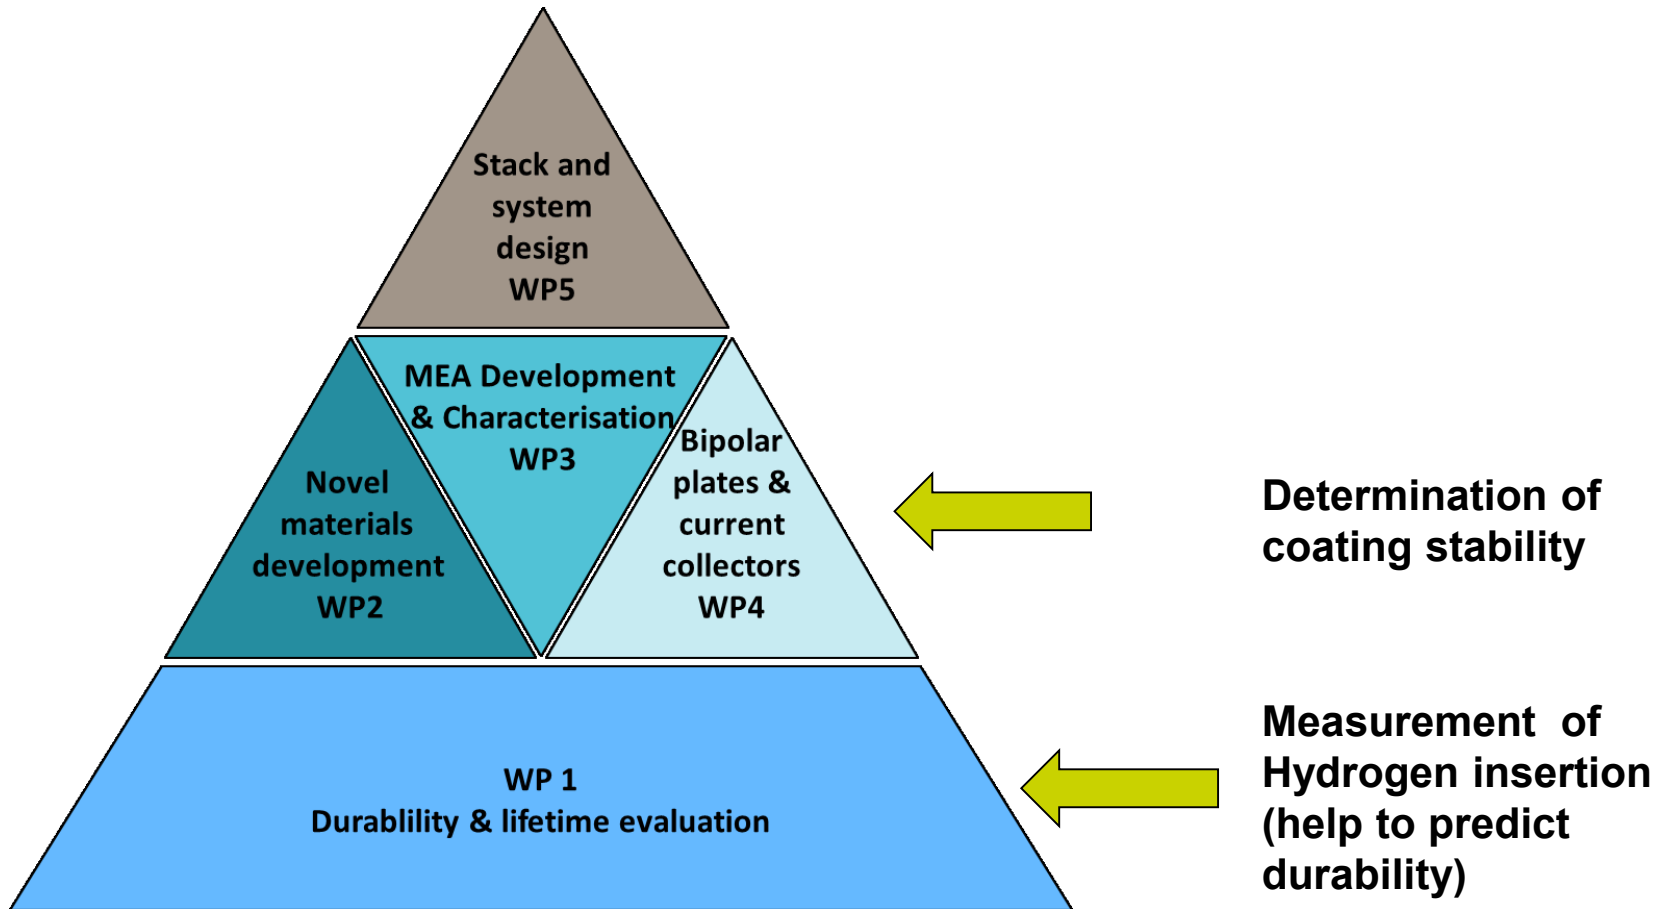 Stack and
system
design
WP5
MEA Development
& Characterisation
WP3
Novel
materials
development
WP2
Bipolar
plates &
current
collectors
WP4
Determination of
coating stability
WP 1
Durablility & lifetime evaluation
Measurement  of
Hydrogen insertion
(help to predict
durability)